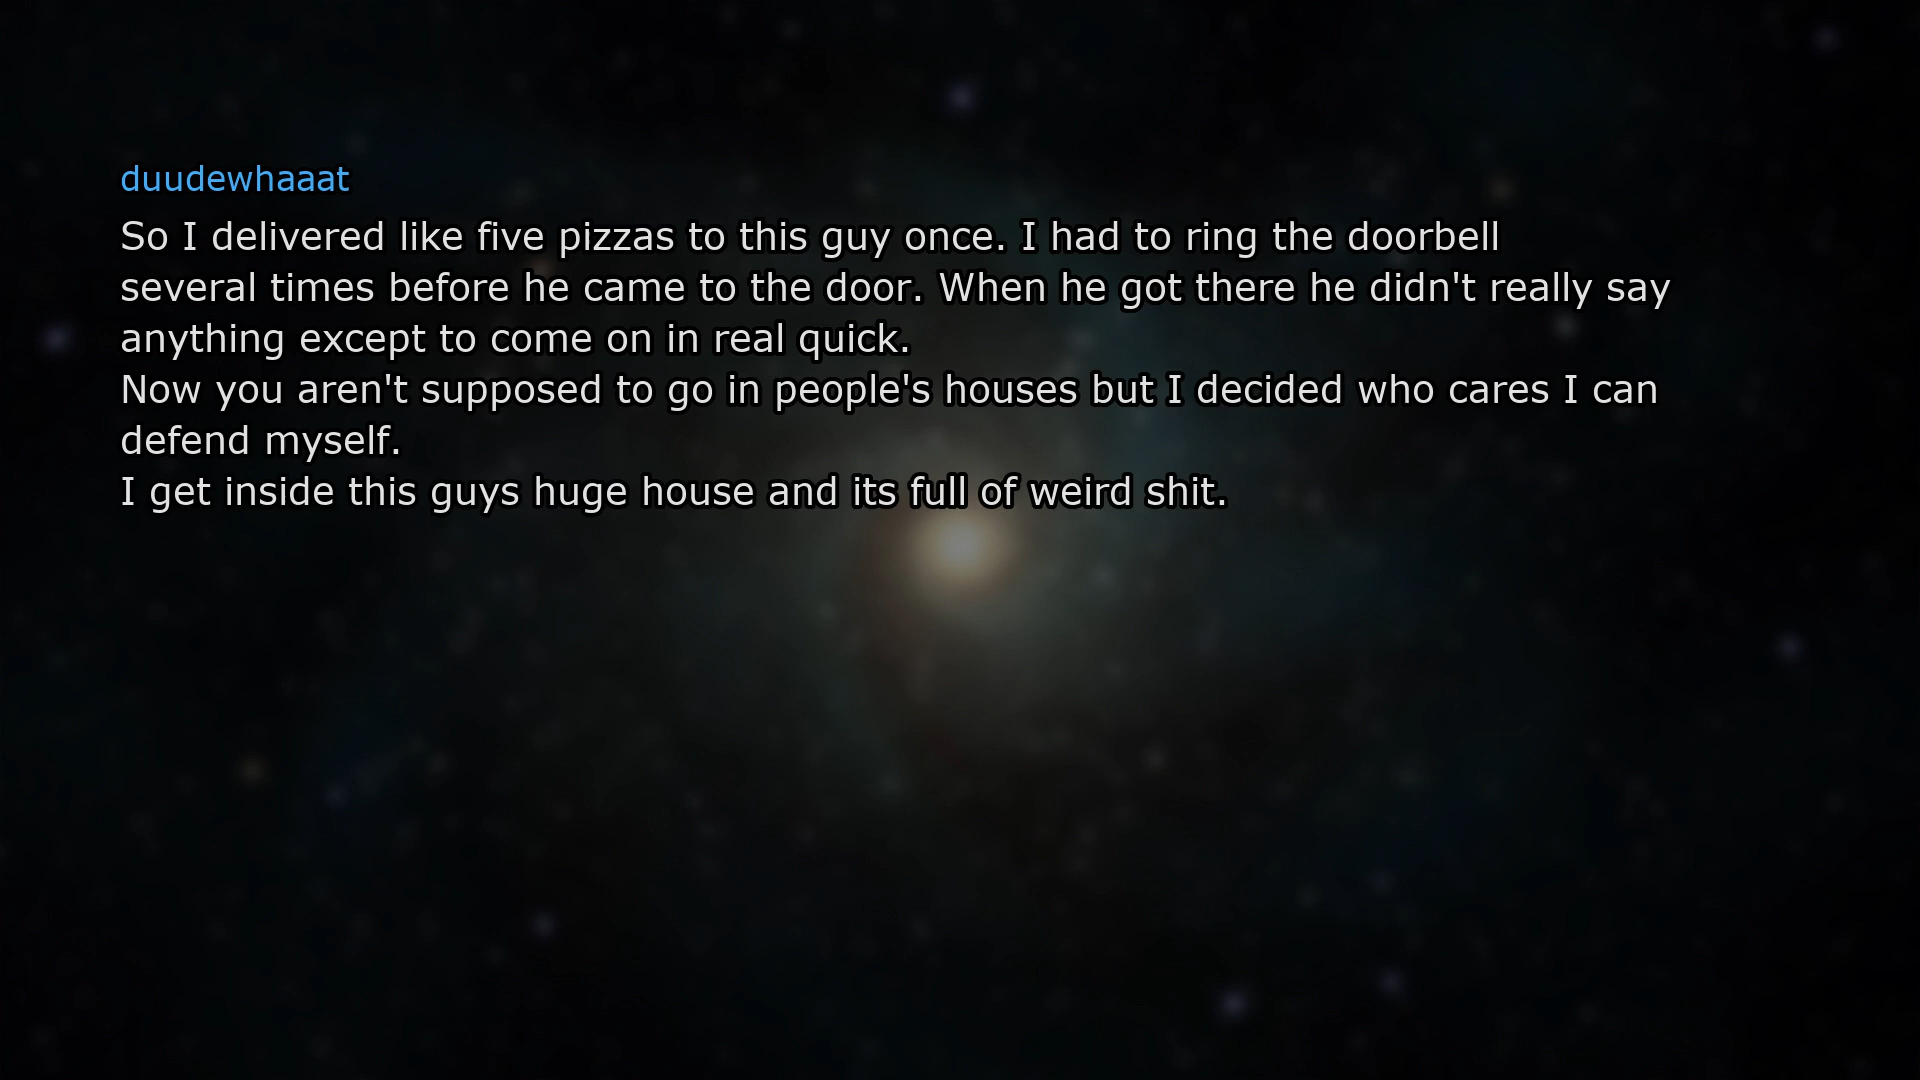 duudewhaaat
So I delivered like five pizzas to this guy once. I had to ring the doorbell
several times before he came to the door. When he got there he didn't really say
anything except to come on in real quick.
Now you aren't supposed to go in people's houses but I decided who cares I can
defend myself.
I get inside this guys huge house and its full of weird shit.